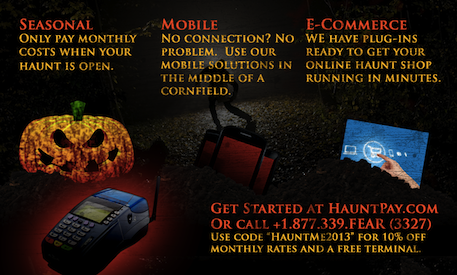 Seasonal
Only pay monthly
costs when your
haunt is open.
Mobile
No connection? No
problem. Use our
mobile solutions in
the middle of a
cornfield.
E-Commerce
We have plug-ins
ready to get your
online haunt shop
running in minutes.
Get Started at HauntPay.com
Or call +1.877.339.FEAR (3327)
Use code "HauntMe2013" for 10% off
monthly rates and a free terminal.